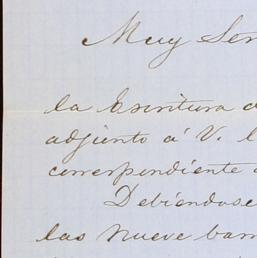 Muy Señ
la Escritura d
adjunto á V. l
correspondiente a
Debiéndose
las nueve barr